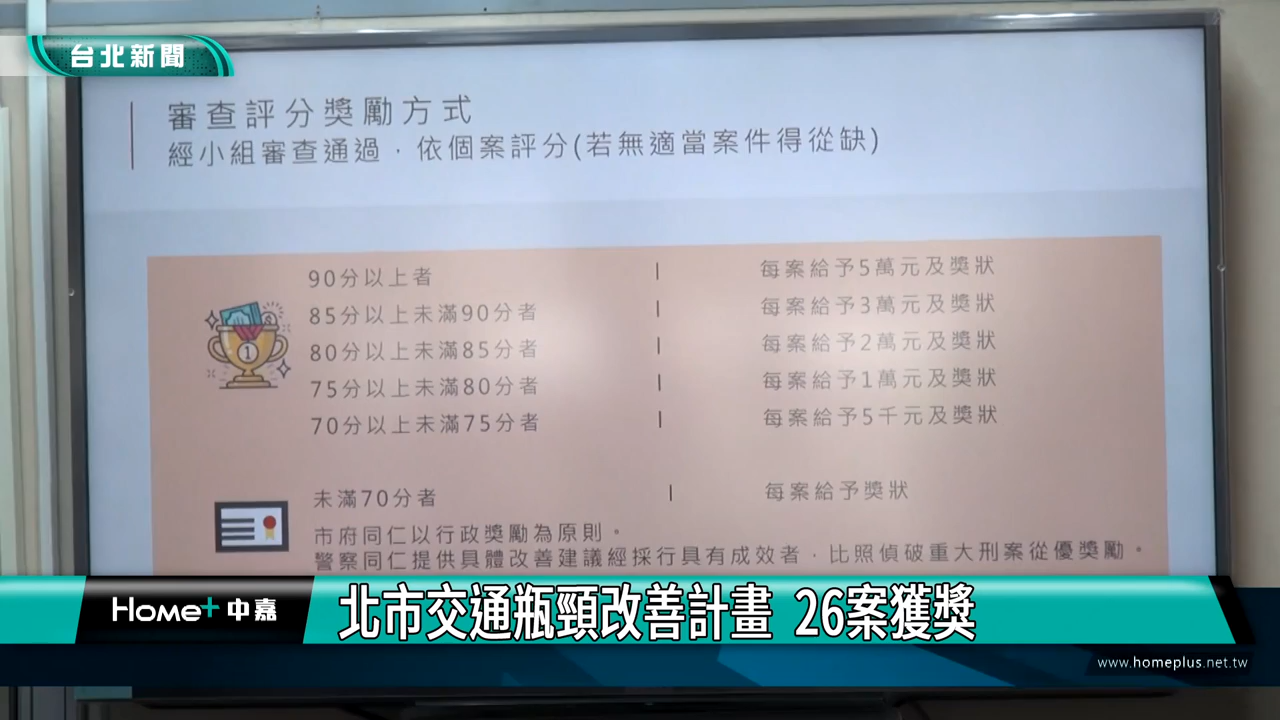 台北新聞
審查評分獎勵方式
經小組審查通過，依個案評分(若無適當案件得從缺)
90分以上者 | 每案給予5萬元及獎狀
85分以上未滿90分者 | 每案給予3萬元及獎狀
80分以上未滿85分者 | 每案給予2萬元及獎狀
75分以上未滿80分者 | 每案給予1萬元及獎狀
70分以上未滿75分者 | 每案給予5千元及獎狀
1
未滿70分者 | 每案給予獎狀
市府同仁以行政獎勵為原則。
警察同仁提供具體改善建議經採行具有成效者，比照偵破重大刑案從優獎勵。
Home+ 中嘉
北市交通瓶頸改善計畫 26案獲獎
www.homeplus.net.tw